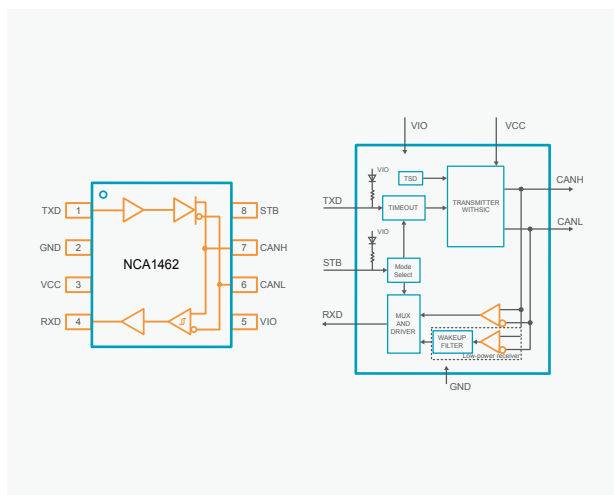 NCA1462
TXD 1
GND 2
VCC 3
RXD 4
8 STB
7 CANH
6 CANL
5 VIO
VIO
VCC
VIO
TSD
TXD
TIMEOUT
TRANSMITTER
WITHSIC
CANH
CANL
VIO
STB
Mode
Select
RXD
MUX
AND
DRIVER
WAKEUP
FILTER
Low-power receiver
GND